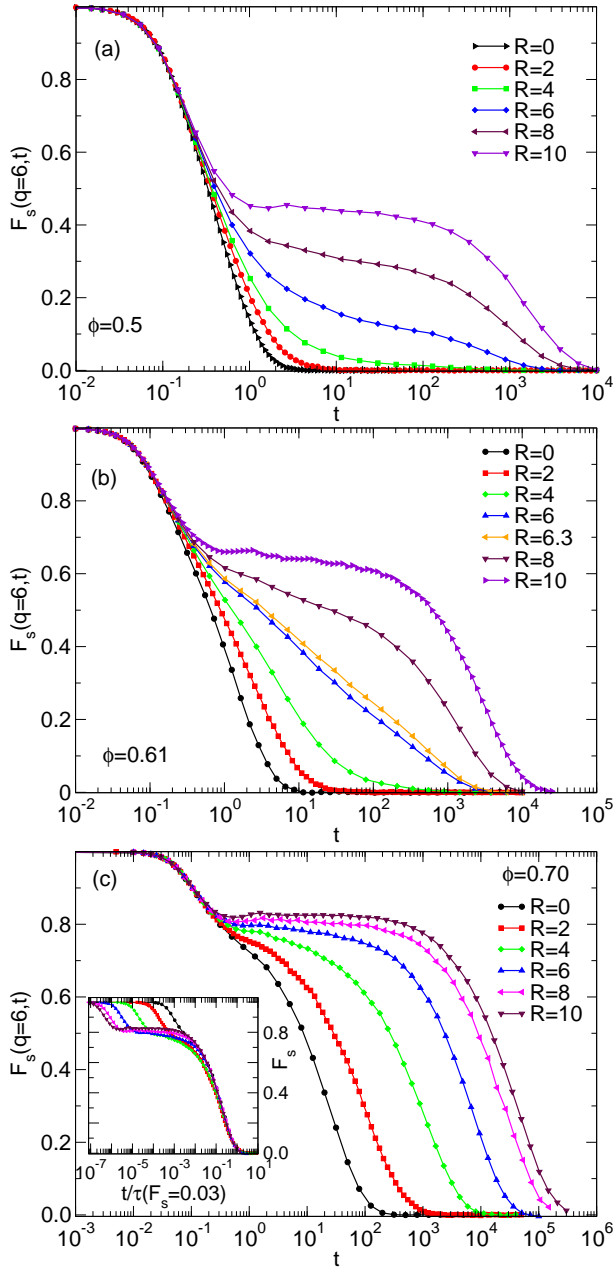 (a)
R=0
R=2
R=4
R=6
R=8
R=10
F_s(q=6,t)
0.8
0.6
0.4
0.2
0.0
ϕ=0.5
10^-2 10^-1 10^0 10^1 10^2 10^3 10^4
t
(b)
R=0
R=2
R=4
R=6
R=6.3
R=8
R=10
F_s(q=6,t)
0.8
0.6
0.4
0.2
0
ϕ=0.61
10^-2 10^-1 10^0 10^1 10^2 10^3 10^4 10^5
t
(c)
ϕ=0.70
R=0
R=2
R=4
R=6
R=8
R=10
F_s(q=6,t)
0.8
0.6
0.4
0.2
0.0
0.8
0.4
0.0
F_s
10^-7 10^-5 10^-3 10^-1 10^1
t/τ(F_s=0.03)
10^-3 10^-2 10^-1 10^0 10^1 10^2 10^3 10^4 10^5 10^6
t